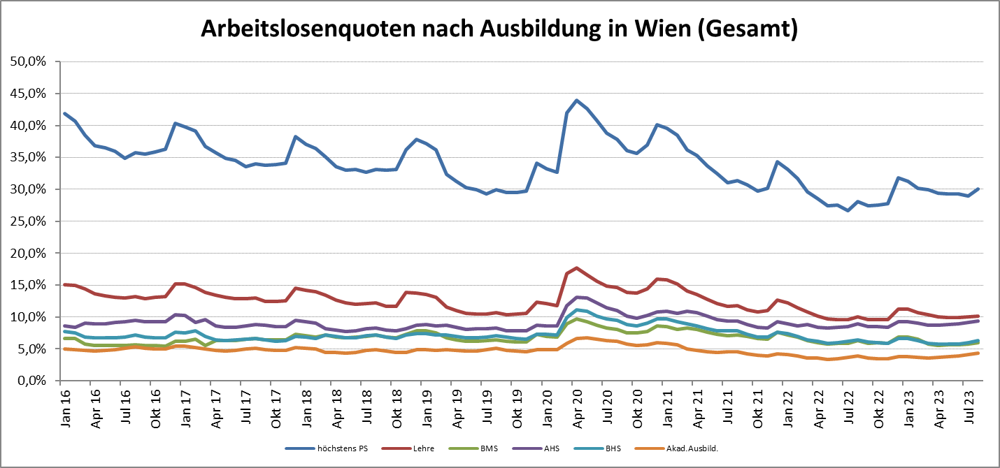 Arbeitslosenquoten nach Ausbildung in Wien (Gesamt)
50,0%
45,0%
40,0%
35,0%
30,0%
25,0%
20,0%
15,0%
10,0%
5,0%
0,0%
Jan 16
Apr 16
Jul 16
Okt 16
Jan 17
Apr 17
Jul 17
Okt 17
Jan 18
Apr 18
Jul 18
Okt 18
Jan 19
Apr 19
Jul 19
Okt 19
Jan 20
Apr 20
Jul 20
Okt 20
Jan 21
Apr 21
Jul 21
Okt 21
Jan 22
Apr 22
Jul 22
Okt 22
Jan 23
Apr 23
Jul 23
höchstens PS
Lehre
BMS
AHS
BHS
Akad.Ausbild.